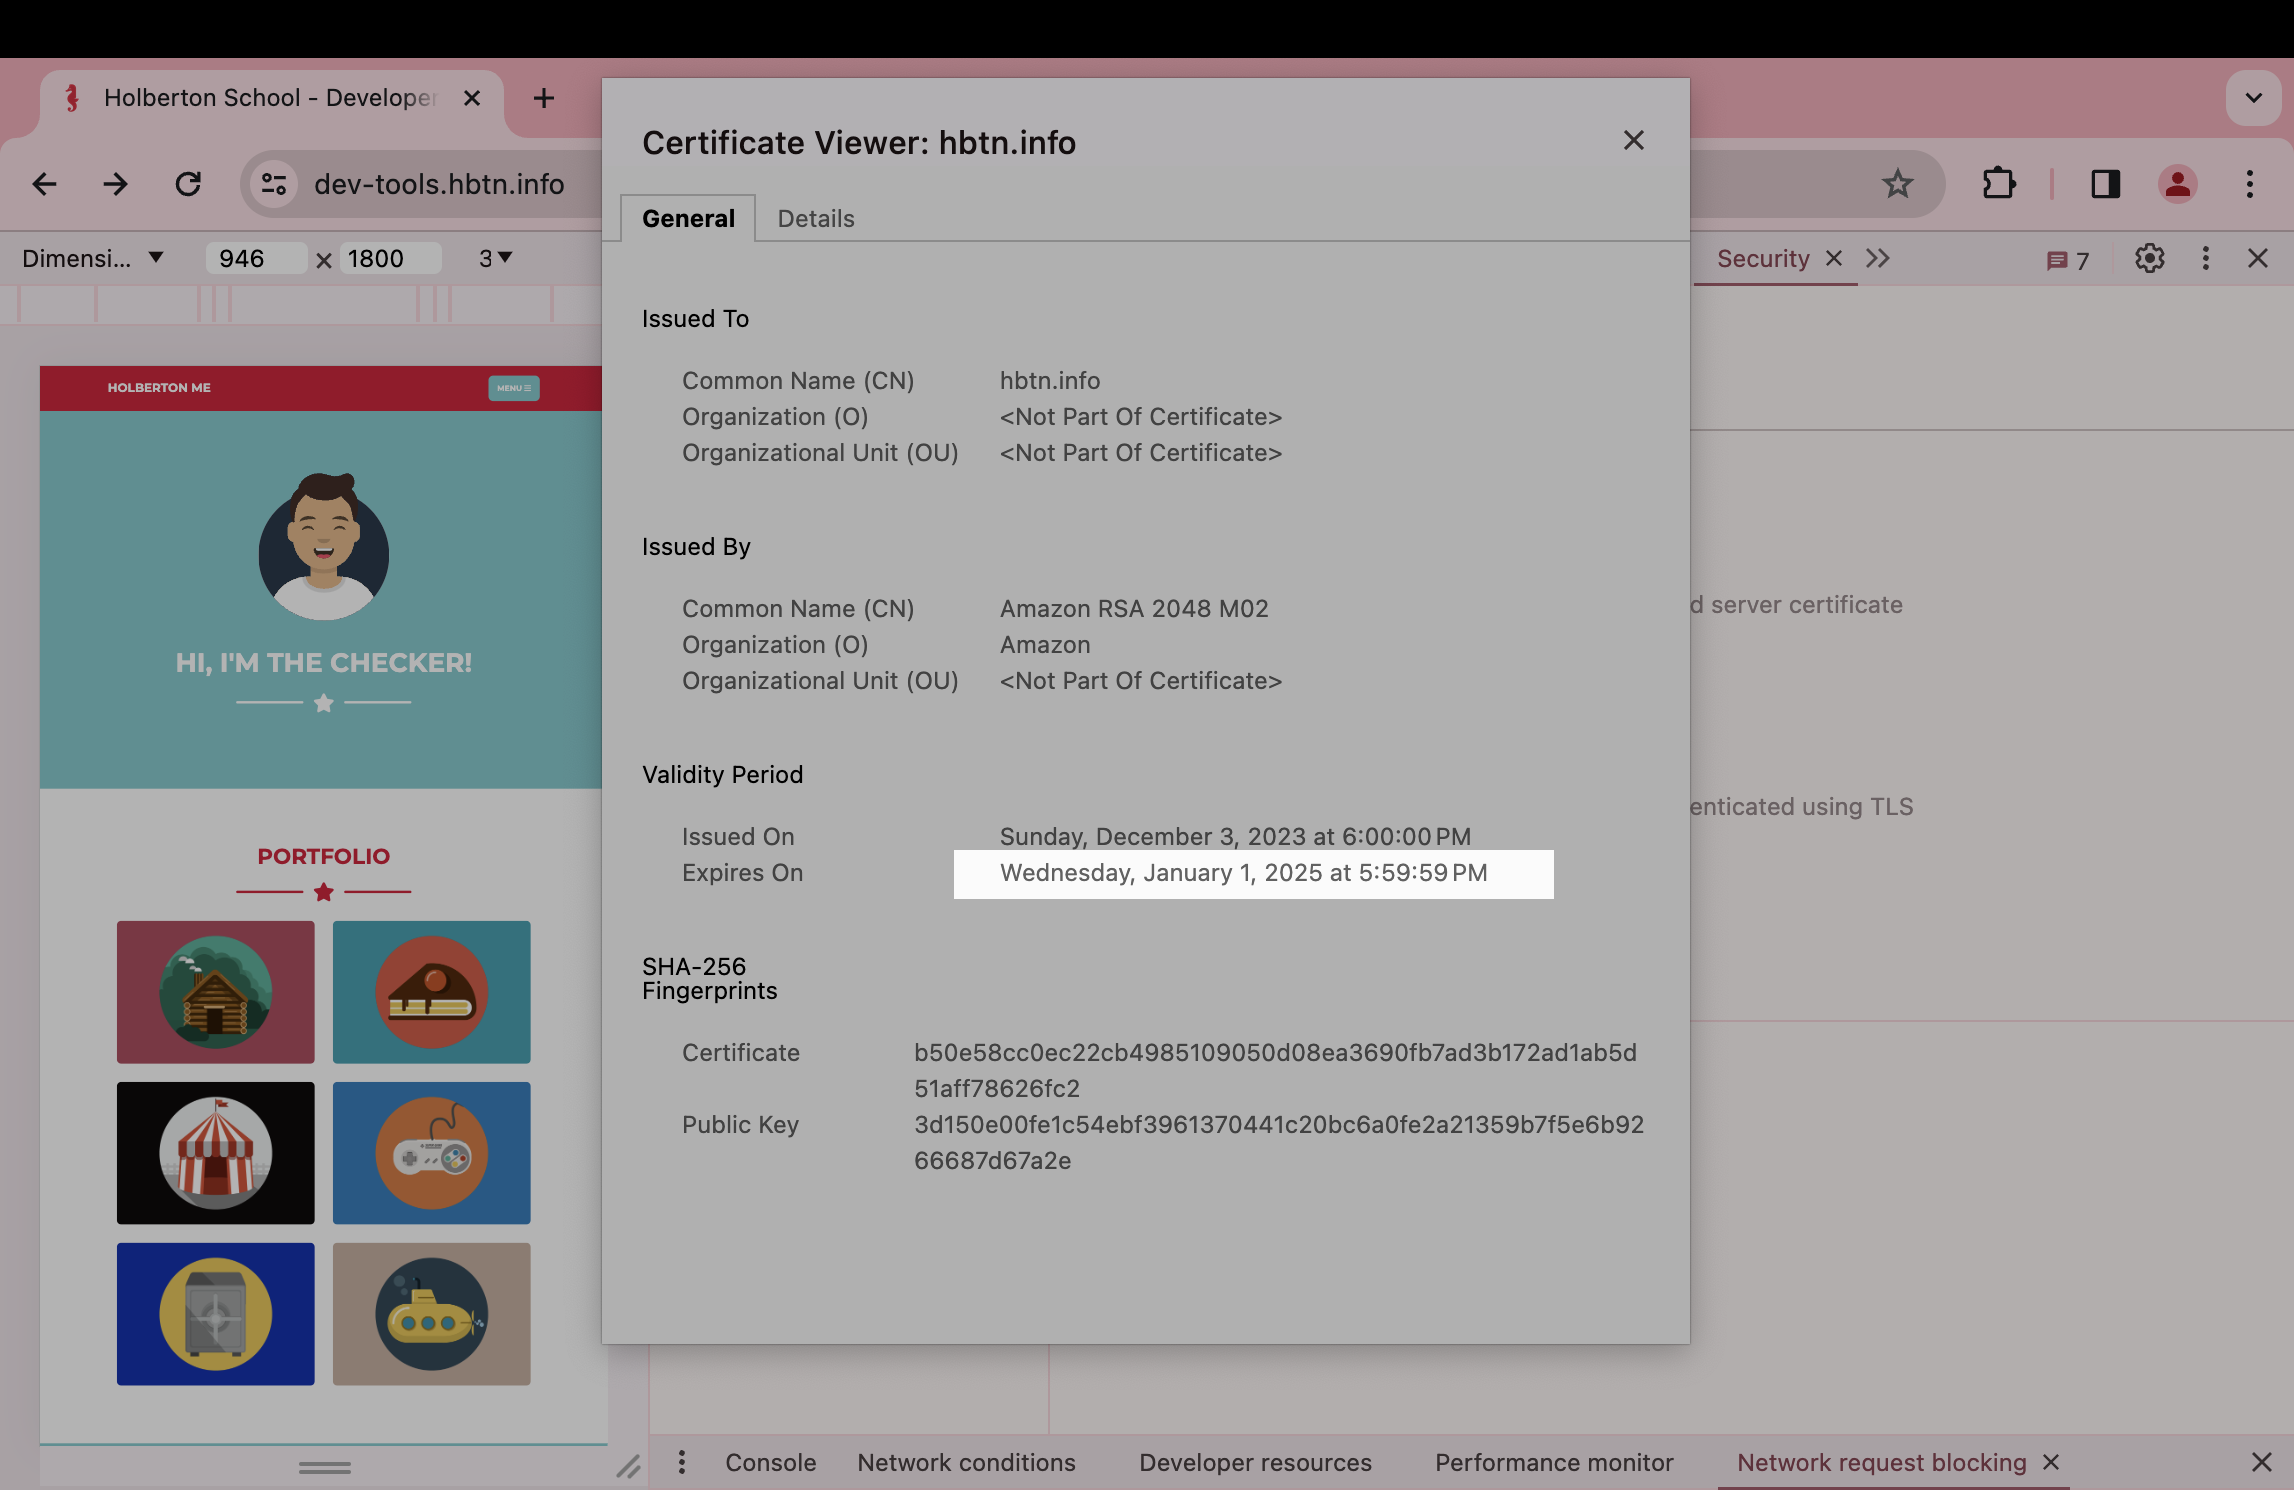 Holberton School - Developer
dev-tools.hbtn.info
Dimensi... 946 × 1800 3
HOLBERTON ME
MENU
HI, I'M THE CHECKER!
PORTFOLIO
Certificate Viewer: hbtn.info
General Details
Issued To
Common Name (CN) hbtn.info
Organization (O) <Not Part Of Certificate>
Organizational Unit (OU) <Not Part Of Certificate>
Issued By
Common Name (CN) Amazon RSA 2048 M02
Organization (O) Amazon
Organizational Unit (OU) <Not Part Of Certificate>
Validity Period
Issued On Sunday, December 3, 2023 at 6:00:00 PM
Expires On Wednesday, January 1, 2025 at 5:59:59 PM
SHA-256
Fingerprints
Certificate b50e58cc0ec22cb4985109050d08ea3690fb7ad3b172ad1ab5d
51aff78626fc2
Public Key 3d150e00fe1c54ebf3961370441c20bc6a0fe2a21359b7f5e6b92
66687d67a2e
Security 7
d server certificate
enticated using TLS
Console Network conditions Developer resources Performance monitor Network request blocking